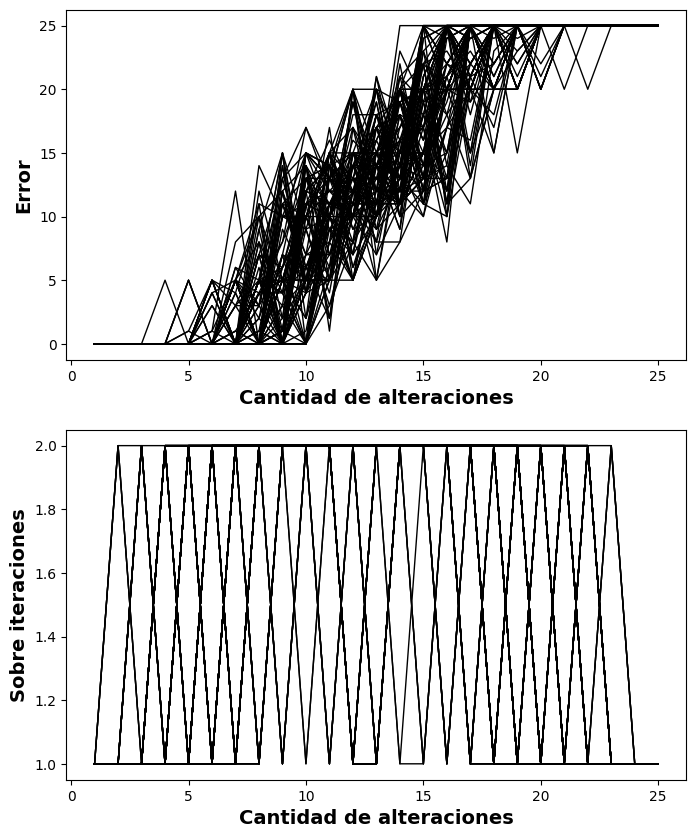 25
20
15
10
5
0
Error
0 5 10 15 20 25
Cantidad de alteraciones
2.0
1.8
1.6
1.4
1.2
1.0
Sobre iteraciones
0 5 10 15 20 25
Cantidad de alteraciones